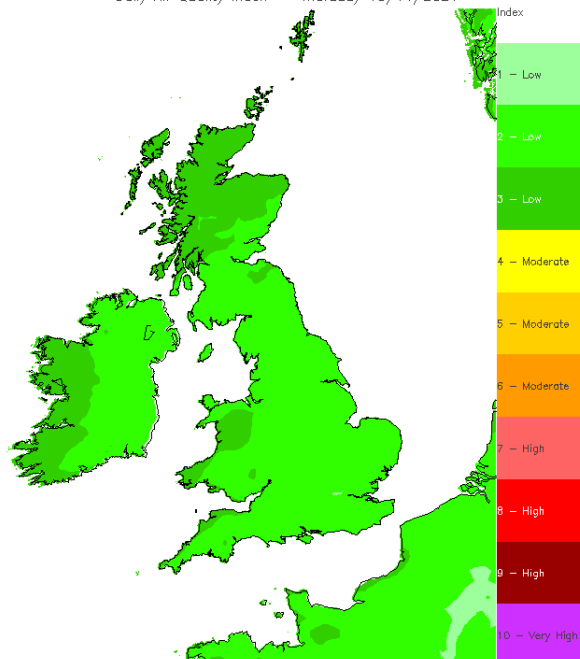 Index
1 - Low
2 - Low
3 - Low
4 - Moderate
5 - Moderate
6 - Moderate
7 - High
8 - High
9 - High
10 - Very High